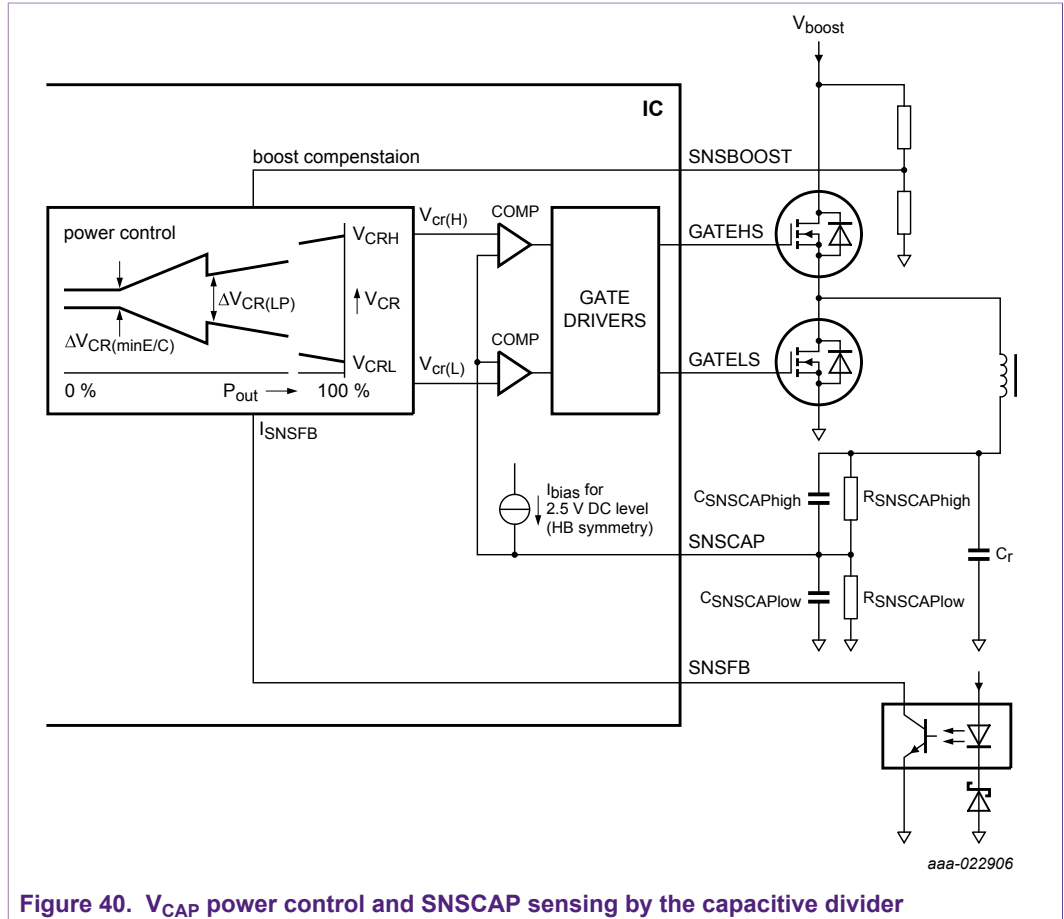 V_boost
IC
boost compenstaion
SNSBOOST
power control
V_CRH
ΔV_CR(LP)
V_CR
ΔV_CR(minE/C)
V_CRL
0 %
P_out
100 %
V_cr(H)
COMP
V_cr(L)
COMP
GATE
DRIVERS
GATEHS
GATELS
I_SNSFB
I_bias for
2.5 V DC level
(HB symmetry)
C_SNSCAPhigh
R_SNSCAPhigh
SNSCAP
C_r
C_SNSCAPlow
R_SNSCAPlow
SNSFB
aaa-022906
Figure 40. V_CAP power control and SNSCAP sensing by the capacitive divider